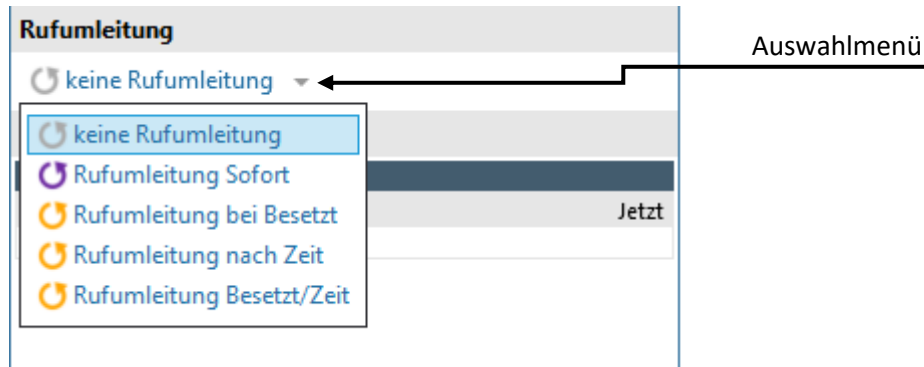 Rufumleitung
Auswahlmenü
keine Rufumleitung
keine Rufumleitung
Rufumleitung Sofort
Rufumleitung bei Besetzt
Jetzt
Rufumleitung nach Zeit
Rufumleitung Besetzt/Zeit